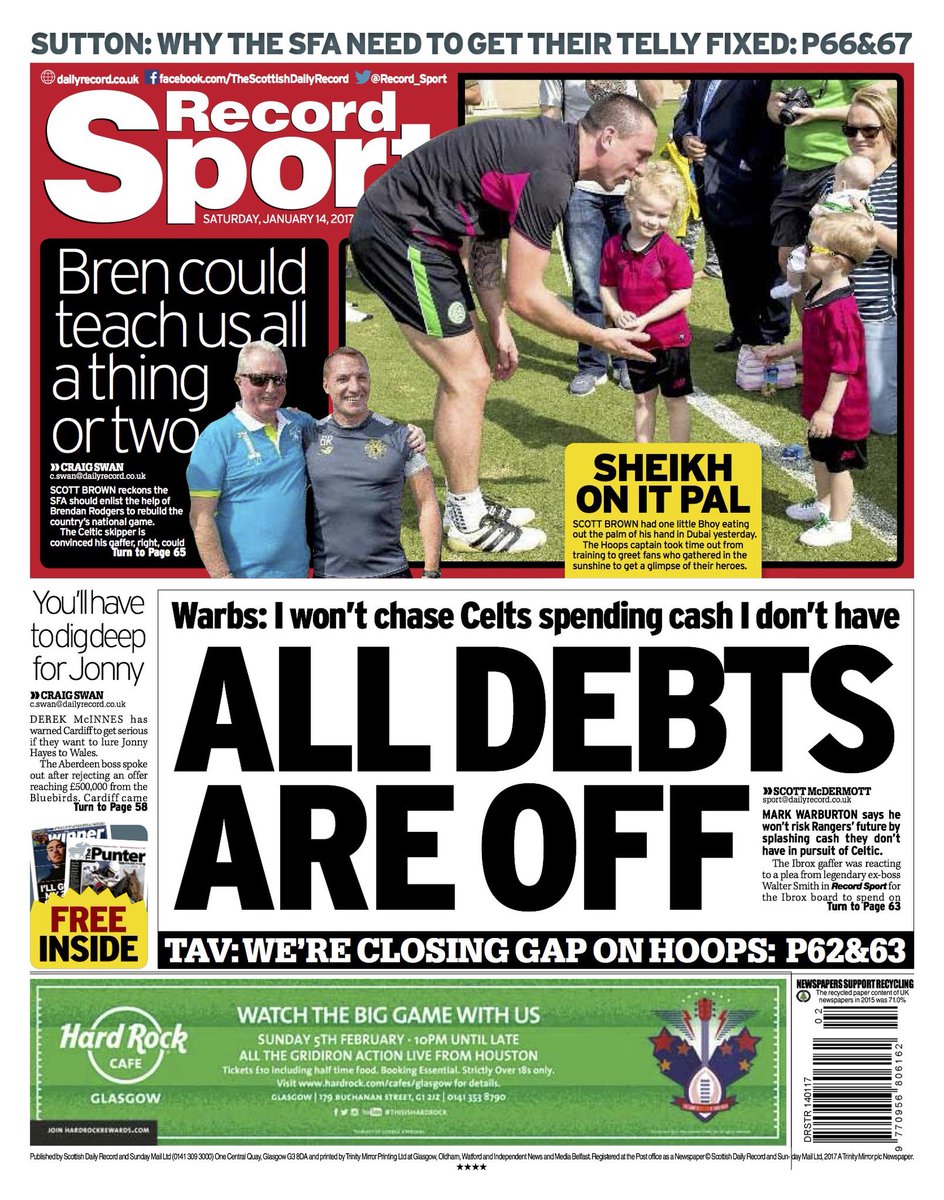 SUTTON: WHY THE SFA NEED TO GET THEIR TELLY FIXED: P66&67
dailyrecord.co.uk facebook.com/TheScottishDailyRecord @Record_Sport
Record
Sport
SATURDAY, JANUARY 14, 2017
Bren could
teach us all
a thing
or two
CRAIG SWAN
c.swan@dailyrecord.co.uk
SCOTT BROWN reckons the
SFA should enlist the help of
Brendan Rodgers to rebuild the
country's national game.
The Celtic skipper is
convinced his gaffer, right, could
Turn to Page 65
BR
SHEIKH
ON IT PAL
SCOTT BROWN had one little Bhoy eating
out the palm of his hand in Dubai yesterday.
The Hoops captain took time out from
training to greet fans who gathered in the
sunshine to get a glimpse of their heroes.
You'll have
to dig deep
for Jonny
CRAIG SWAN
c.swan@dailyrecord.co.uk
DEREK McINNES has
warned Cardiff to get serious
if they want to lure Jonny
Hayes to Wales.
The Aberdeen boss spoke
out after rejecting an offer
reaching £500,000 from the
Bluebirds. Cardiff came
Turn to Page 58
winner
The Punter
FREE
INSIDE
Warbs: I won't chase Celts spending cash I don't have
ALL DEBTS
ARE OFF
SCOTT McDERMOTT
sport@dailyrecord.co.uk
MARK WARBURTON says he
won't risk Rangers' future by
splashing cash they don't
have in pursuit of Celtic.
The Ibrox gaffer was reacting
to a plea from legendary ex-boss
Walter Smith in Record Sport for
the Ibrox board to spend on
Turn to Page 63
TAV: WE'RE CLOSING GAP ON HOOPS: P62&63
Hard Rock
CAFE
GLASGOW
JOIN HARDROCKREWARDS.COM
WATCH THE BIG GAME WITH US
SUNDAY 5TH FEBRUARY · 10PM UNTIL LATE
ALL THE GRIDIRON ACTION LIVE FROM HOUSTON
Tickets £10 including half time food. Booking Essential. Strictly Over 18s only.
Visit www.hardrock.com/cafes/glasgow for details.
GLASGOW | 179 BUCHANAN STREET, G1 2JZ | 0141 353 8790
You Tube #THISISHARDROCK
NEWSPAPERS SUPPORT RECYCLING
The recycled paper content of UK
newspapers in 2015 was 71.0%
02
DRSTR 140117
9 770956 806162
Published by Scottish Daily Record and Sunday Mail Ltd (0141 309 3000) One Central Quay, Glasgow G3 8DA and printed by Trinity Mirror Printing Ltd at Glasgow, Oldham, Watford and Independent News and Media Belfast. Registered at the Post office as a Newspaper © Scottish Daily Record and Sunday Mail Ltd, 2017 A Trinity Mirror plc Newspaper.